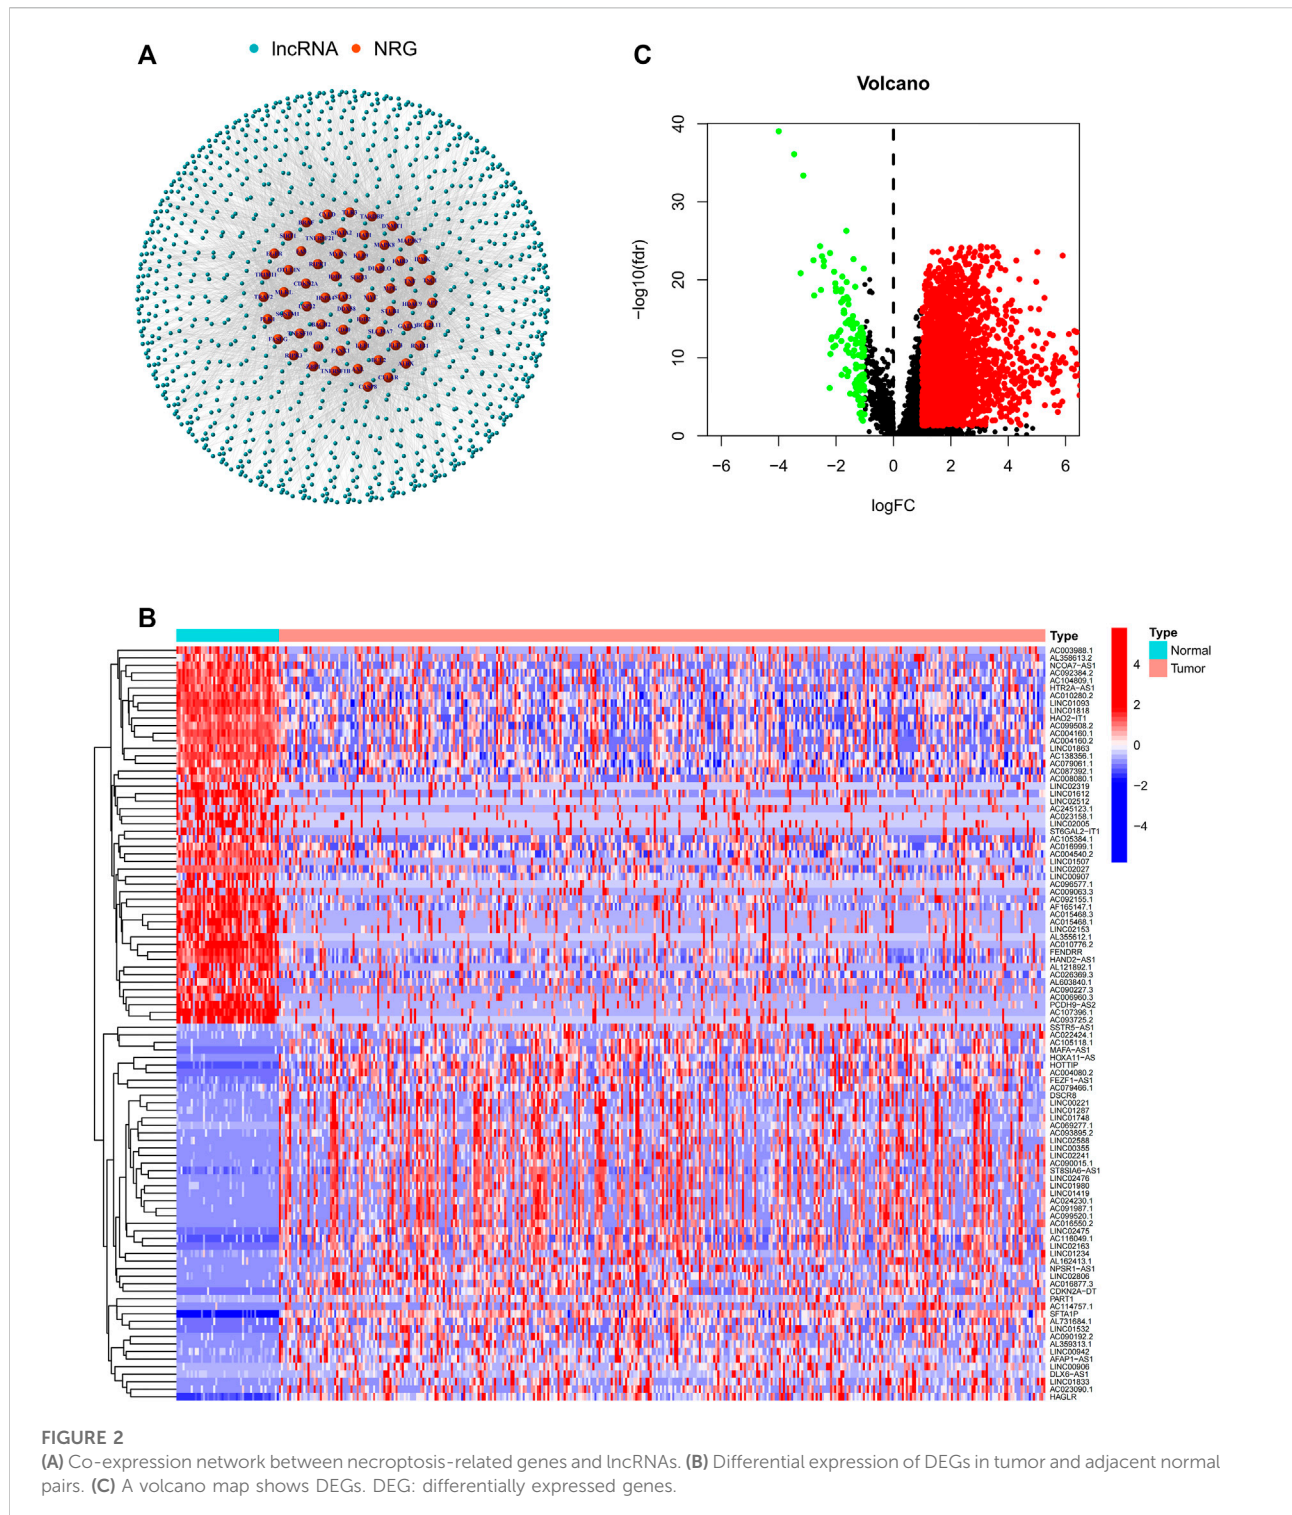 A
lncRNA NRG
C
Volcano
40
30
20
10
0
−log10(fdr)
−6 −4 −2 0 2 4 6
logFC
B
Type
AC003988.1
AL358613.2
NCOA7−AS1
AC092384.2
AC104809.1
HTR2A−AS1
AC010280.2
LINC01093
LINC01818
HAO2−IT1
AC099508.2
AC004160.1
AC004160.2
LINC01863
AC138356.1
AC079061.1
AC087392.1
AC008080.1
LINC02319
LINC01612
LINC02512
AC245123.1
AC023158.1
LINC02005
ST6GAL2−IT1
AC105384.1
AC016999.1
AC004540.2
LINC01507
LINC02027
LINC00907
AC096577.1
AC009063.3
AC092155.1
AF165147.1
AC015468.3
AC015468.1
LINC02153
AL355612.1
AC010776.2
FENDRR
HAND2−AS1
AL121892.1
AC026369.3
AL603840.1
AC090227.3
AC006960.3
PCDH9−AS2
AC107396.1
AC093725.2
SSTR5−AS1
AC022424.1
AC105118.1
MAFA−AS1
HOXA11−AS
HOTTIP
AC004080.2
FEZF1−AS1
AC079466.1
DSCR8
LINC00221
LINC01287
LINC01748
AC069277.1
AC093895.2
LINC02588
LINC00355
LINC02241
AC090015.1
ST8SIA6−AS1
LINC02476
LINC01980
LINC01419
AC024230.1
AC091987.1
AC099520.1
AC016550.2
LINC02475
AC116049.1
LINC02163
LINC01234
AL162413.1
NPSR1−AS1
LINC02806
AC016877.3
CDKN2A−DT
PART1
AC114757.1
SFTA1P
AL731684.1
LINC01532
AC090192.2
AL359313.1
LINC00942
AFAP1−AS1
LINC00906
DLX6−AS1
LINC01833
AC023090.1
HAGLR
4
2
0
−2
−4
Type
Normal
Tumor
FIGURE 2
(A) Co-expression network between necroptosis-related genes and lncRNAs. (B) Differential expression of DEGs in tumor and adjacent normal
pairs. (C) A volcano map shows DEGs. DEG: differentially expressed genes.